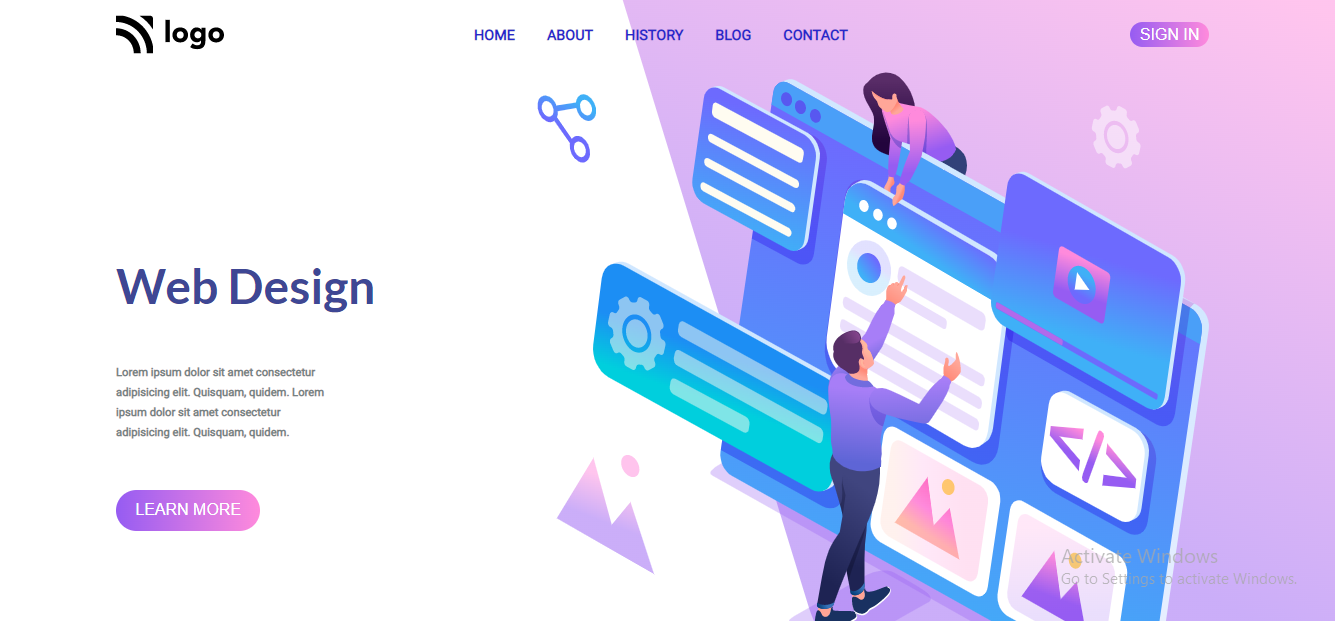 logo
HOME ABOUT HISTORY BLOG CONTACT
SIGN IN
Web Design
Lorem ipsum dolor sit amet consectetur
adipisicing elit. Quisquam, quidem. Lorem
ipsum dolor sit amet consectetur
adipisicing elit. Quisquam, quidem.
LEARN MORE
</>
Activate Windows
Go to Settings to activate Windows.